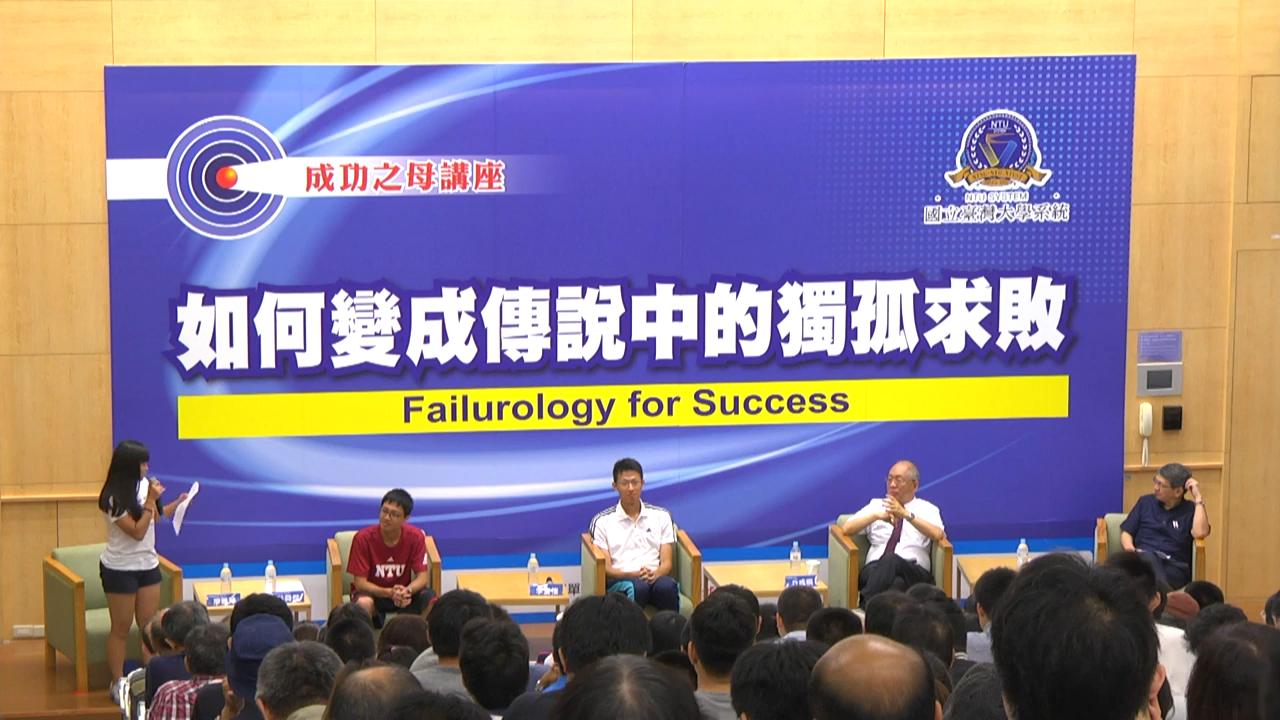 成功之母講座
NTU
NTU SYSTEM
國立臺灣大學系統
如何變成傳說中的獨孤求敗
Failurology for Success
NTU